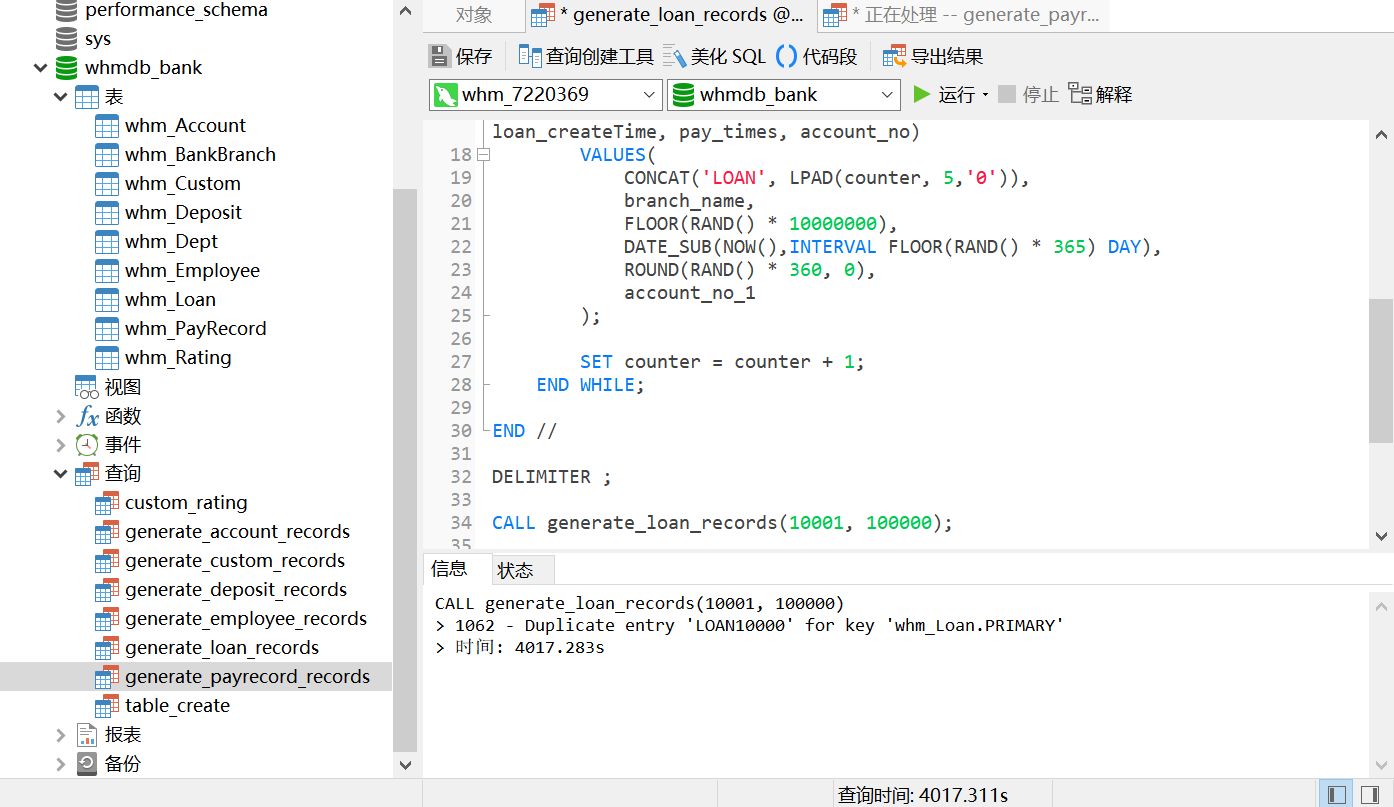 performance_schema
sys
whmdb_bank
表
whm_Account
whm_BankBranch
whm_Custom
whm_Deposit
whm_Dept
whm_Employee
whm_Loan
whm_PayRecord
whm_Rating
视图
fx 函数
事件
查询
custom_rating
generate_account_records
generate_custom_records
generate_deposit_records
generate_employee_records
generate_loan_records
generate_payrecord_records
table_create
报表
备份
对象
* generate_loan_records @...
* 正在处理 -- generate_payr...
保存 查询创建工具 美化 SQL 代码段 导出结果
whm_7220369 whmdb_bank 运行 停止 解释
loan_createTime, pay_times, account_no)
18 VALUES(
19 CONCAT('LOAN', LPAD(counter, 5,'0')),
20 branch_name,
21 FLOOR(RAND() * 10000000),
22 DATE_SUB(NOW(),INTERVAL FLOOR(RAND() * 365) DAY),
23 ROUND(RAND() * 360, 0),
24 account_no_1
25 );
26
27 SET counter = counter + 1;
28 END WHILE;
29
30 END //
31
32 DELIMITER ;
33
34 CALL generate_loan_records(10001, 100000);
35
信息 状态
CALL generate_loan_records(10001, 100000)
> 1062 - Duplicate entry 'LOAN10000' for key 'whm_Loan.PRIMARY'
> 时间: 4017.283s
查询时间: 4017.311s